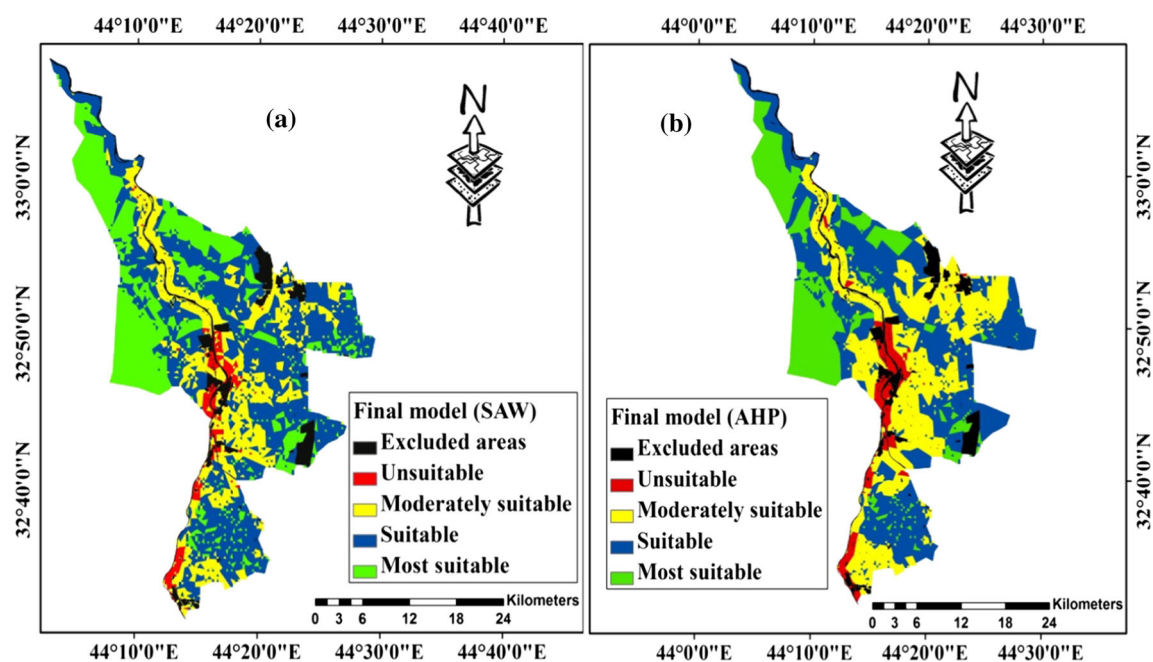 44°10'0"E 44°20'0"E 44°30'0"E 44°40'0"E
44°0'0"E 44°10'0"E 44°20'0"E 44°30'0"E
33°0'0"N
32°50'0"N
32°40'0"N
(a)
N
Final model (SAW)
Excluded areas
Unsuitable
Moderately suitable
Suitable
Most suitable
Kilometers
0 3 6 12 18 24
(b)
N
Final model (AHP)
Excluded areas
Unsuitable
Moderately suitable
Suitable
Most suitable
Kilometers
0 3 6 12 18 24
33°0'0"N
32°50'0"N
32°40'0"N
44°10'0"E 44°20'0"E 44°30'0"E 44°40'0"E
44°0'0"E 44°10'0"E 44°20'0"E 44°30'0"E